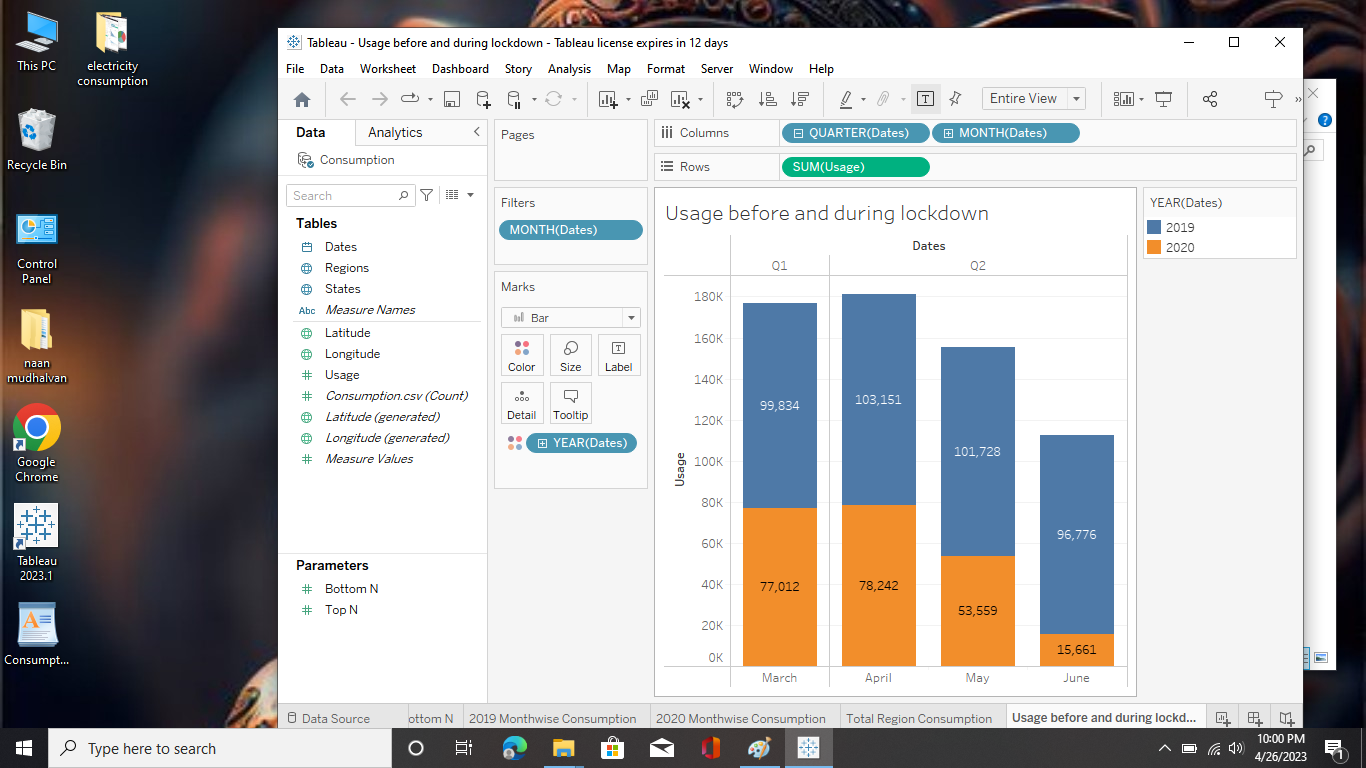 This PC
electricity
consumption
Recycle Bin
Control
Panel
naan
mudhalvan
Google
Chrome
Tableau
2023.1
Consumpt...
Tableau - Usage before and during lockdown - Tableau license expires in 12 days
File Data Worksheet Dashboard Story Analysis Map Format Server Window Help
Entire View
Data Analytics
Consumption
Search
Tables
Dates
Regions
States
Abc Measure Names
Latitude
Longitude
Usage
Consumption.csv (Count)
Latitude (generated)
Longitude (generated)
Measure Values
Parameters
Bottom N
Top N
Pages
Filters
MONTH(Dates)
Marks
Bar
Color Size Label
Detail Tooltip
YEAR(Dates)
Columns QUARTER(Dates) MONTH(Dates)
Rows SUM(Usage)
Usage before and during lockdown
Dates
Q1 Q2
Usage
180K
160K
140K
120K
100K
80K
60K
40K
20K
0K
99,834
103,151
101,728
96,776
77,012
78,242
53,559
15,661
March April May June
YEAR(Dates)
2019
2020
Data Source ottom N 2019 Monthwise Consumption 2020 Monthwise Consumption Total Region Consumption Usage before and during lockd...
Type here to search
10:00 PM
4/26/2023
1